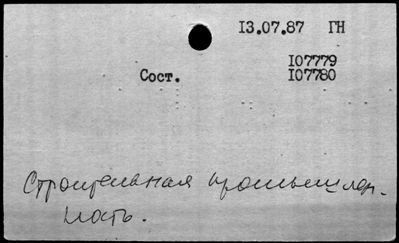 13.07.87 ГН
107779
Сост. 107780
Строительная промышлен-
ность.